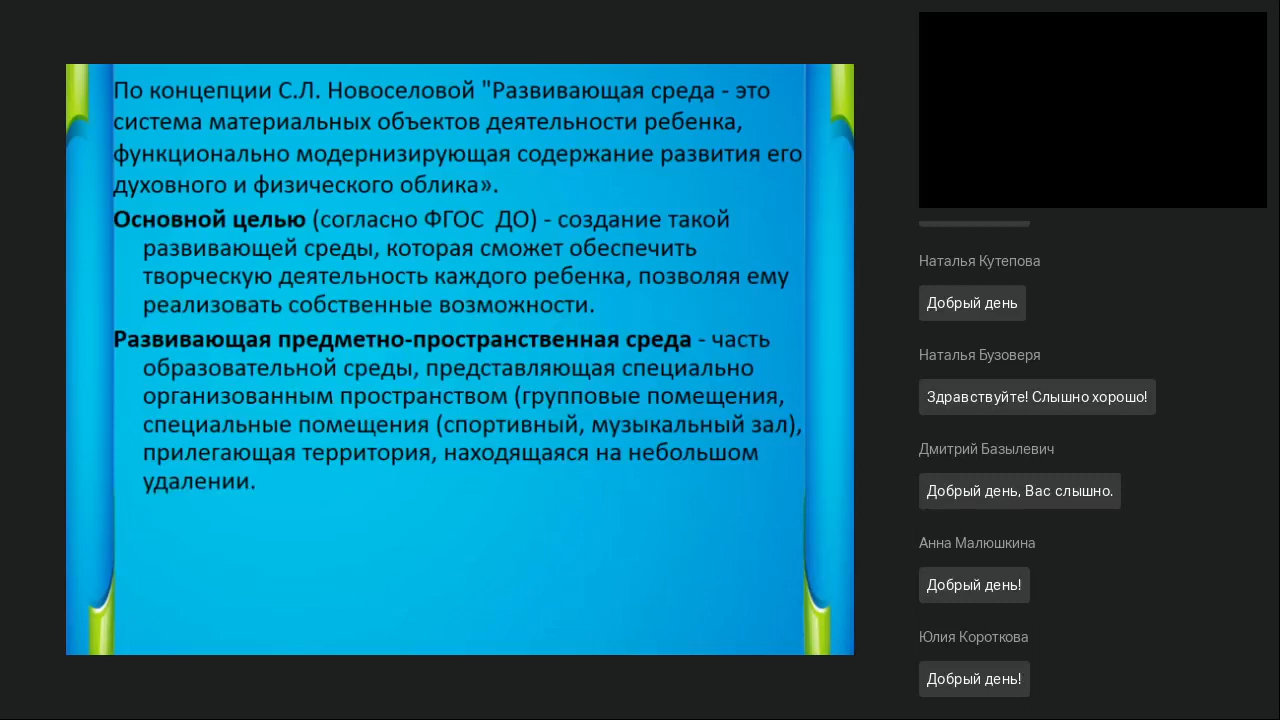 По концепции С.Л. Новоселовой "Развивающая среда - это
система материальных объектов деятельности ребенка,
функционально модернизирующая содержание развития его
духовного и физического облика».
Основной целью (согласно ФГОС ДО) - создание такой
развивающей среды, которая сможет обеспечить
творческую деятельность каждого ребенка, позволяя ему
реализовать собственные возможности.
Развивающая предметно-пространственная среда - часть
образовательной среды, представляющая специально
организованным пространством (групповые помещения,
специальные помещения (спортивный, музыкальный зал),
прилегающая территория, находящаяся на небольшом
удалении.
Наталья Кутепова
Добрый день
Наталья Бузоверя
Здравствуйте! Слышно хорошо!
Дмитрий Базылевич
Добрый день, Вас слышно.
Анна Малюшкина
Добрый день!
Юлия Короткова
Добрый день!